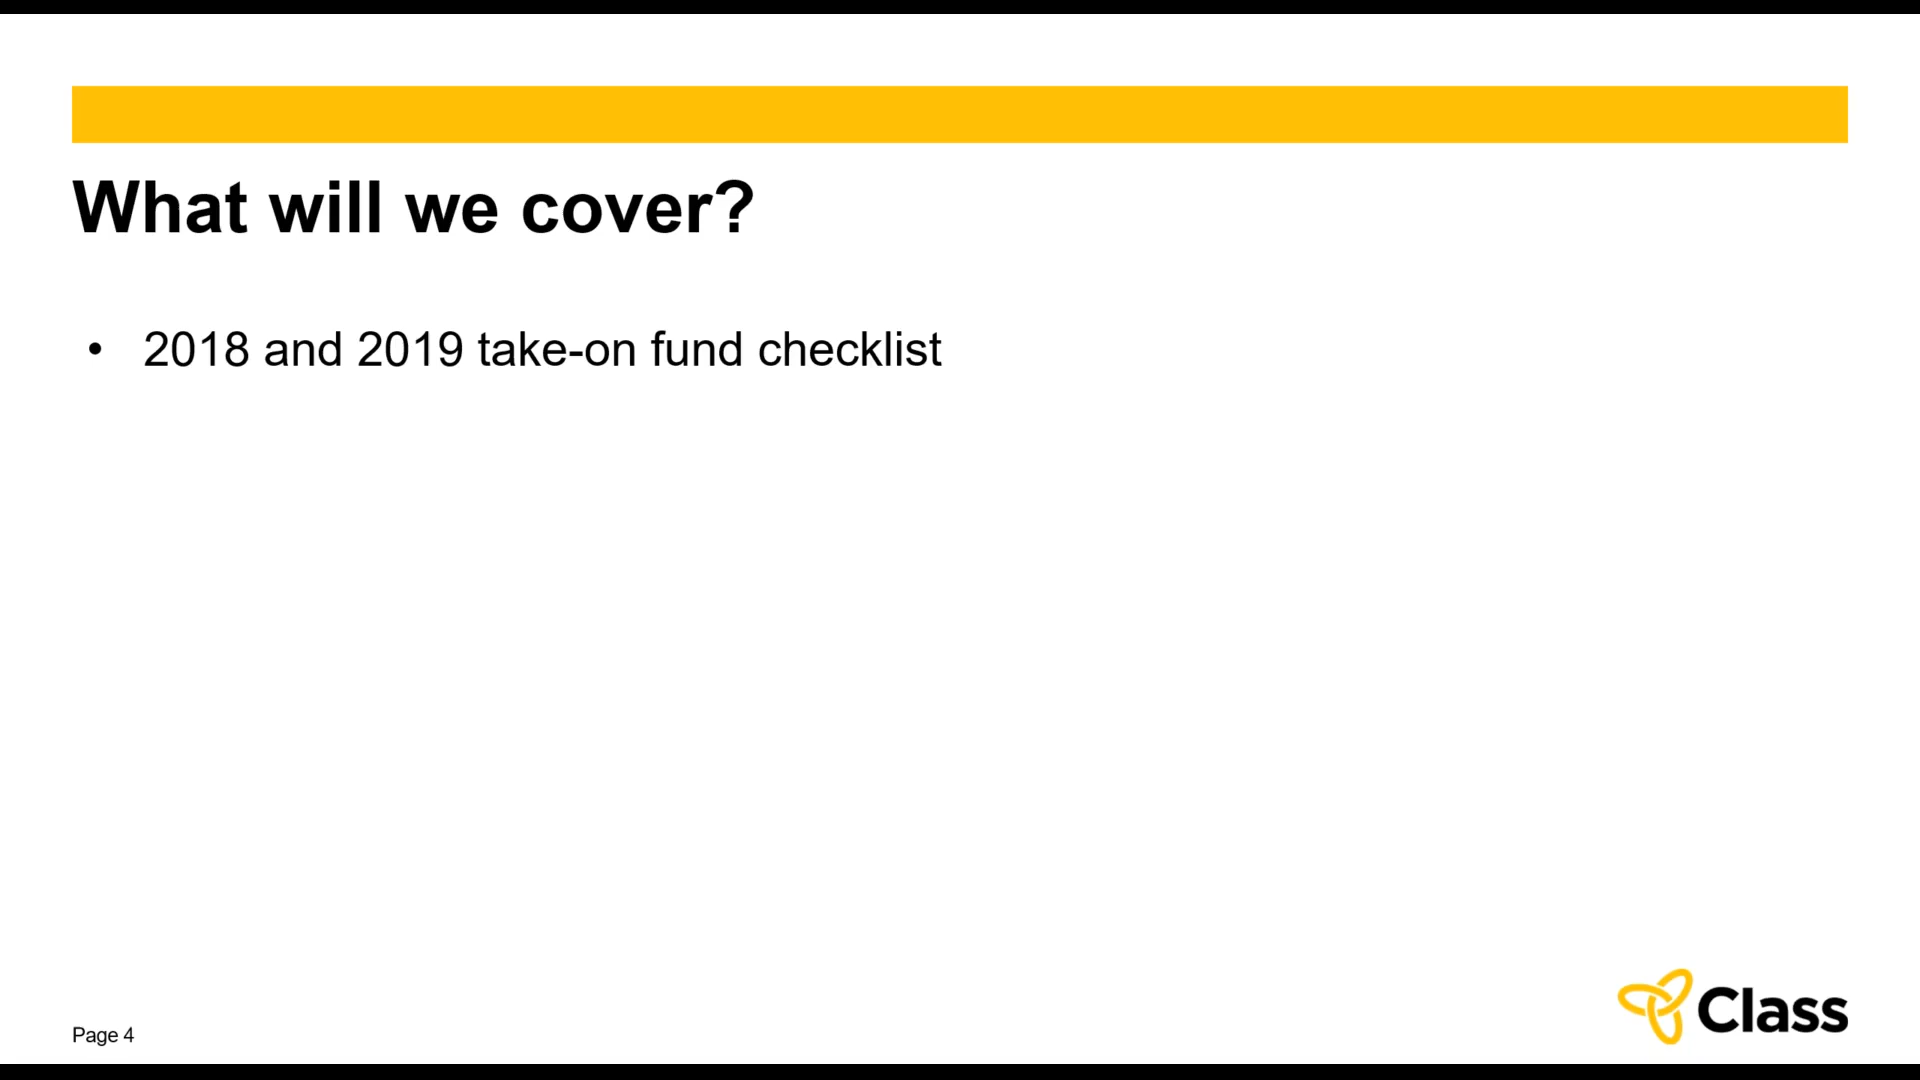 What will we cover?
• 2018 and 2019 take-on fund checklist
Class
Page 4